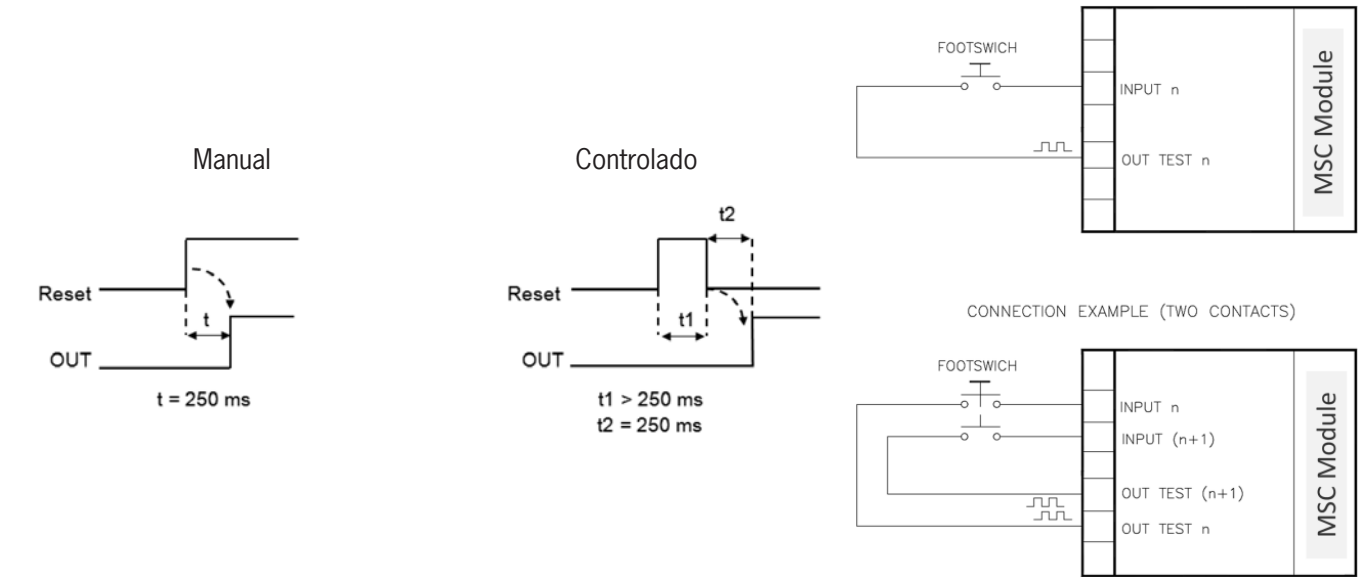 Manual
Reset
t
OUT
t = 250 ms
Controlado
t2
Reset
t1
OUT
t1 > 250 ms
t2 = 250 ms
FOOTSWICH
INPUT n
OUT TEST n
MSC Module
CONNECTION EXAMPLE (TWO CONTACTS)
FOOTSWICH
INPUT n
INPUT (n+1)
OUT TEST (n+1)
OUT TEST n
MSC Module